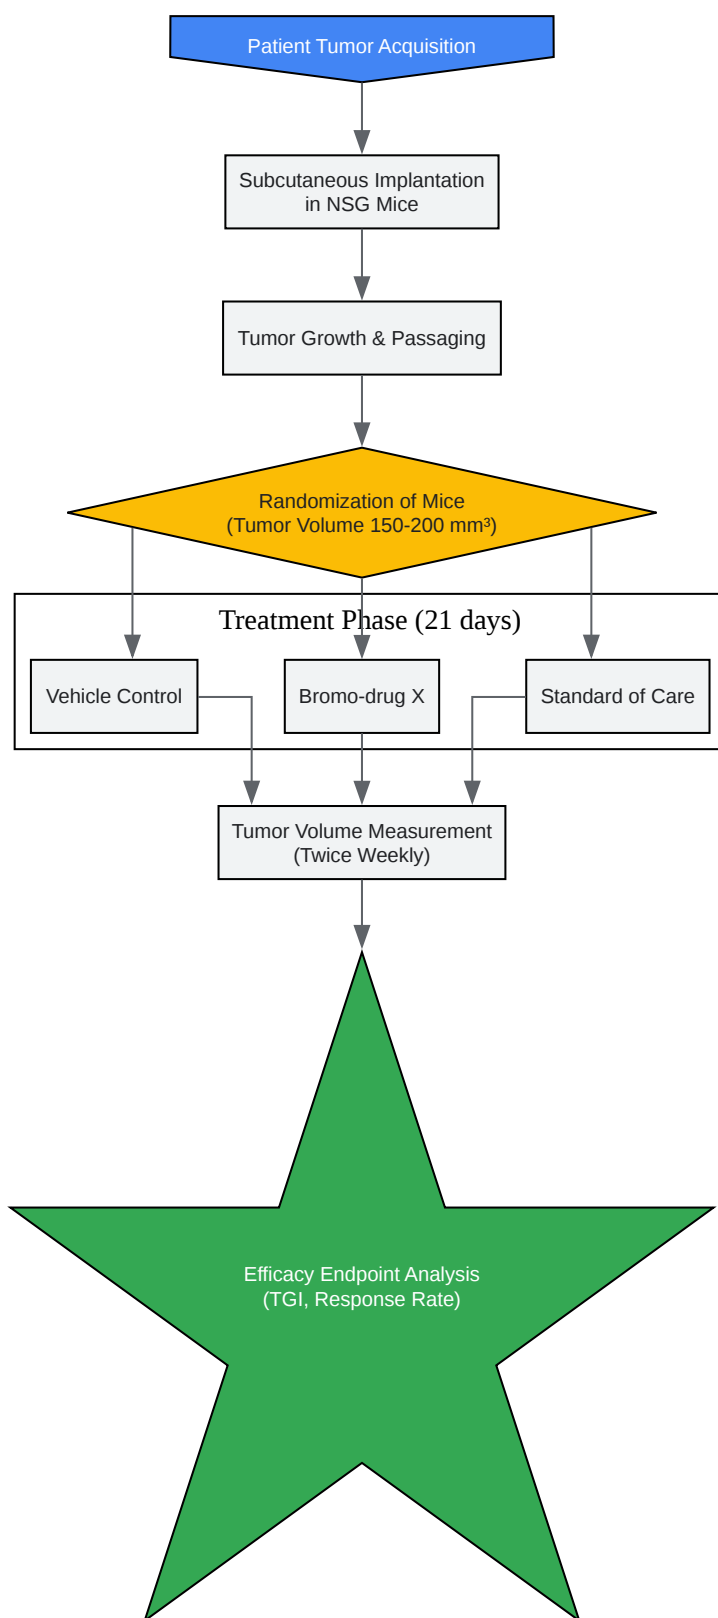 Patient Tumor Acquisition
Subcutaneous Implantation
in NSG Mice
Tumor Growth & Passaging
Randomization of Mice
(Tumor Volume 150-200 mm³)
Treatment Phase (21 days)
Vehicle Control
Bromo-drug X
Standard of Care
Tumor Volume Measurement
(Twice Weekly)
Efficacy Endpoint Analysis
(TGI, Response Rate)